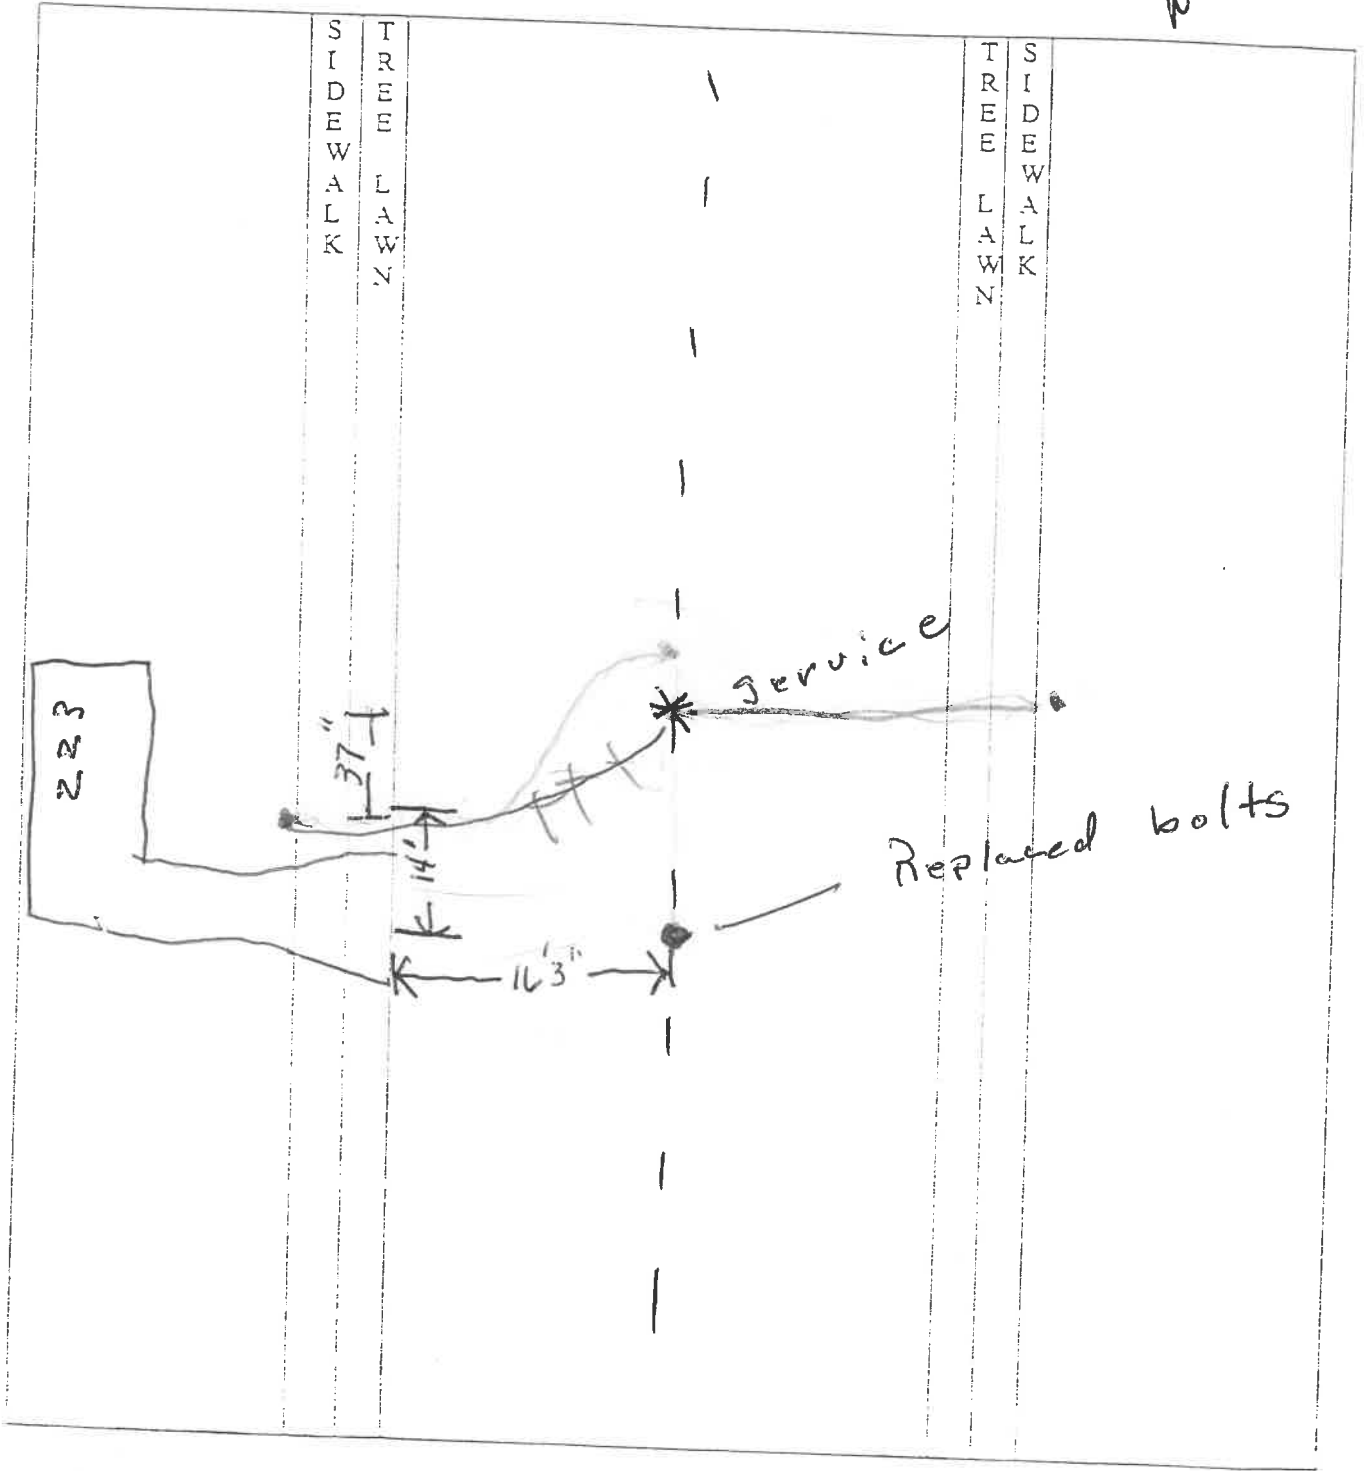 N
SIDEWALK
TREE LAWN
TREE LAWN
SIDEWALK
service
223
37"
14'
Replaced bolts
16'3"